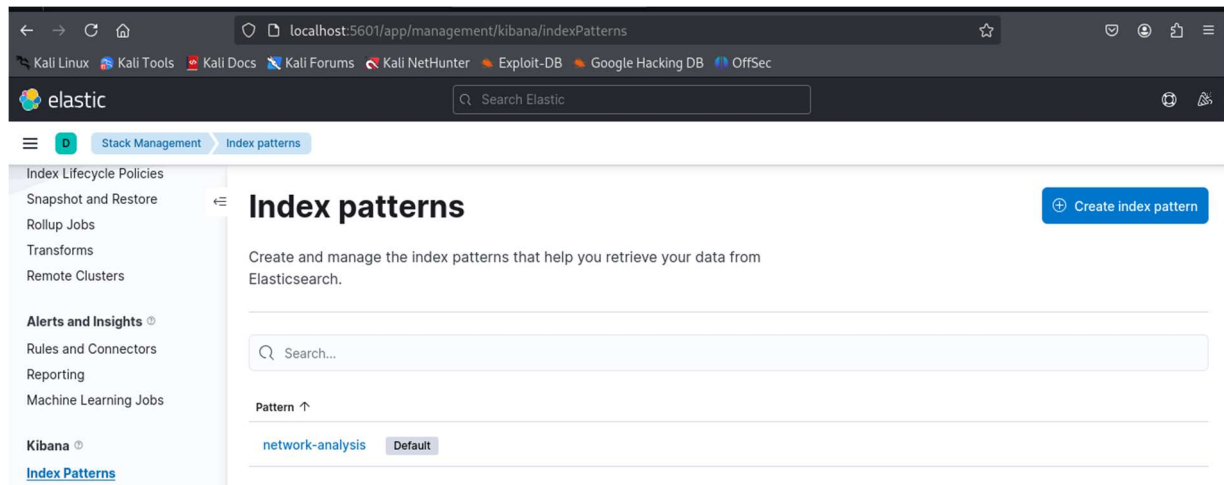 localhost:5601/app/management/kibana/indexPatterns
Kali Linux Kali Tools Kali Docs Kali Forums Kali NetHunter Exploit-DB Google Hacking DB OffSec
elastic Search Elastic
D Stack Management Index patterns
Index Lifecycle Policies
Snapshot and Restore
Rollup Jobs
Transforms
Remote Clusters
Alerts and Insights
Rules and Connectors
Reporting
Machine Learning Jobs
Kibana
Index Patterns
Index patterns
Create index pattern
Create and manage the index patterns that help you retrieve your data from
Elasticsearch.
Search...
Pattern
network-analysis Default